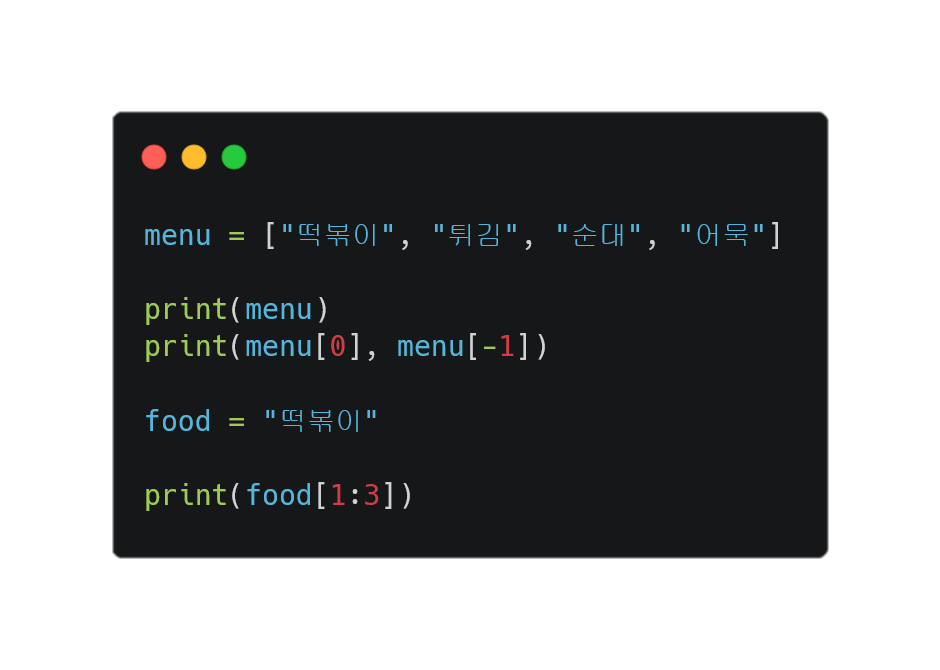 menu = ["떡볶이", "튀김", "순대", "어묵"]
print(menu)
print(menu[0], menu[-1])
food = "떡볶이"
print(food[1:3])